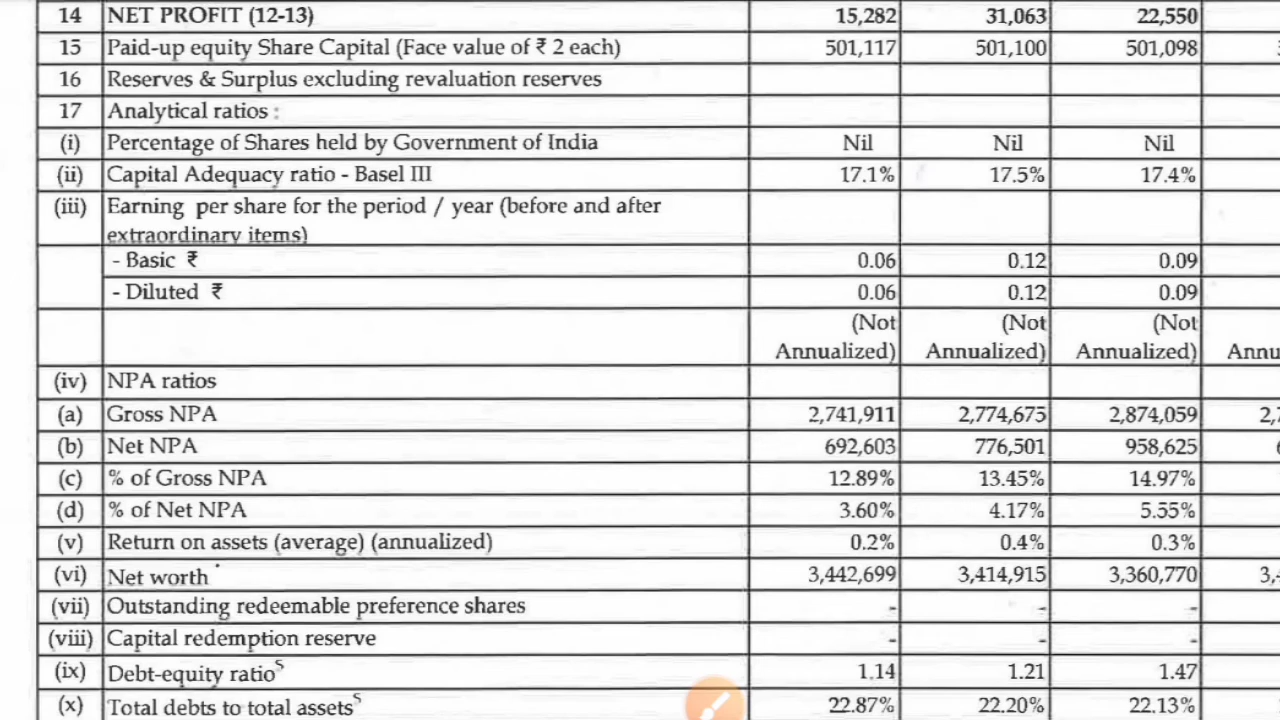 14 NET PROFIT (12-13) 15,282 31,063 22,550
15 Paid-up equity Share Capital (Face value of ₹ 2 each) 501,117 501,100 501,098
16 Reserves & Surplus excluding revaluation reserves
17 Analytical ratios :
(i) Percentage of Shares held by Government of India Nil Nil Nil
(ii) Capital Adequacy ratio - Basel III 17.1% 17.5% 17.4%
(iii) Earning per share for the period / year (before and after
extraordinary items)
- Basic ₹ 0.06 0.12 0.09
- Diluted ₹ 0.06 0.12 0.09
(Not (Not (Not
Annualized) Annualized) Annualized) Annu
(iv) NPA ratios
(a) Gross NPA 2,741,911 2,774,675 2,874,059 2,
(b) Net NPA 692,603 776,501 958,625
(c) % of Gross NPA 12.89% 13.45% 14.97%
(d) % of Net NPA 3.60% 4.17% 5.55%
(v) Return on assets (average) (annualized) 0.2% 0.4% 0.3%
(vi) Net worth * 3,442,699 3,414,915 3,360,770 3,
(vii) Outstanding redeemable preference shares - - -
(viii) Capital redemption reserve - - -
(ix) Debt-equity ratio$ 1.14 1.21 1.47
(x) Total debts to total assets$ 22.87% 22.20% 22.13%